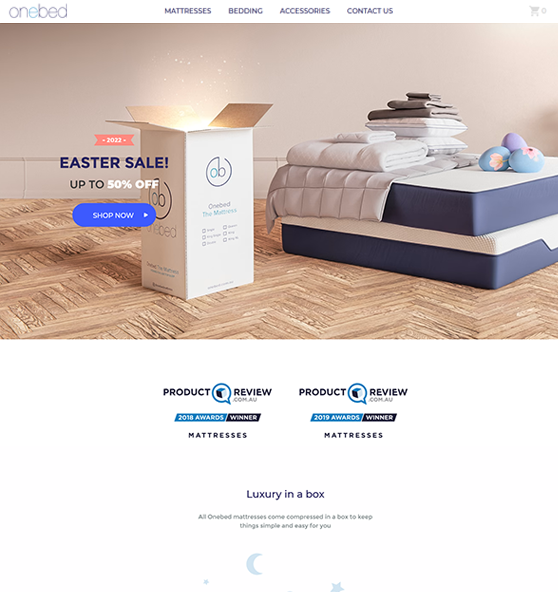 onebed
MATTRESSES BEDDING ACCESSORIES CONTACT US
0
- 2022 -
EASTER SALE!
UP TO 50% OFF
SHOP NOW
ob
Onebed
The Mattress
ob
onebed
PRODUCT REVIEW
.COM.AU
2018 AWARDS WINNER
MATTRESSES
PRODUCT REVIEW
.COM.AU
2019 AWARDS WINNER
MATTRESSES
Luxury in a box
All Onebed mattresses come compressed in a box to keep
things simple and easy for you